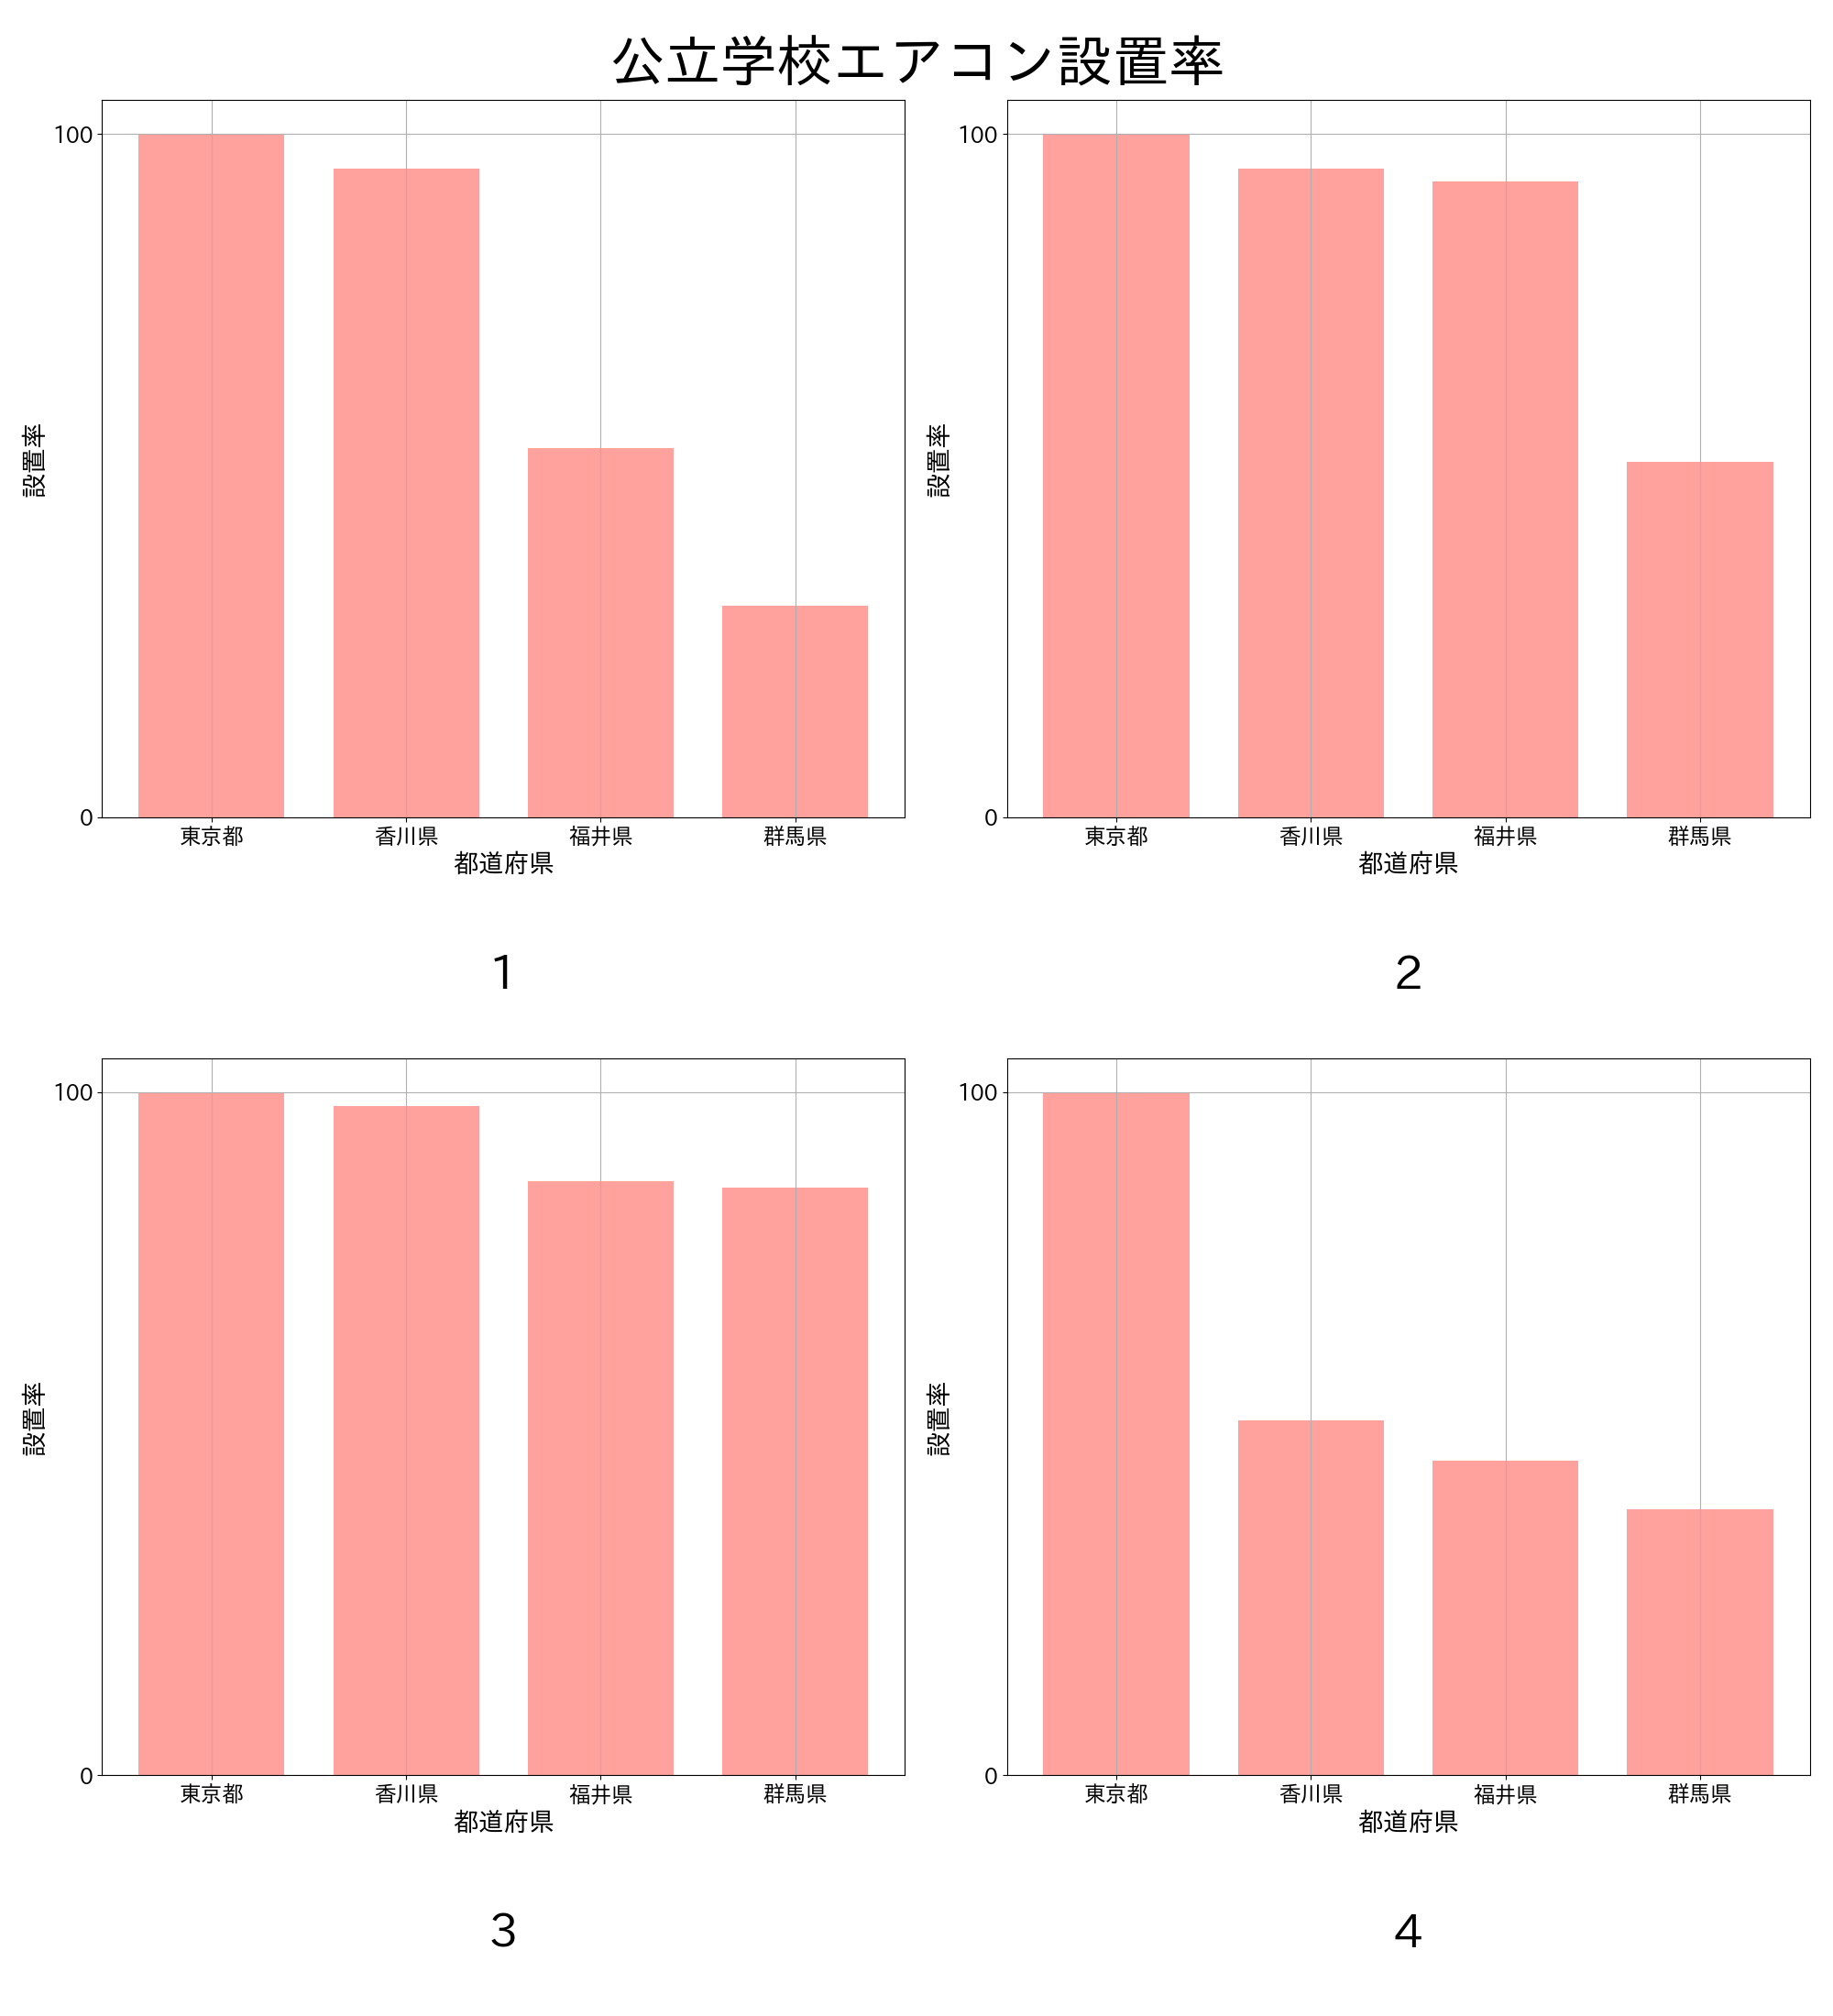 公立学校エアコン設置率
100
0
設置率
東京都 香川県 福井県 群馬県
都道府県
1
100
0
設置率
東京都 香川県 福井県 群馬県
都道府県
2
100
0
設置率
東京都 香川県 福井県 群馬県
都道府県
3
100
0
設置率
東京都 香川県 福井県 群馬県
都道府県
4